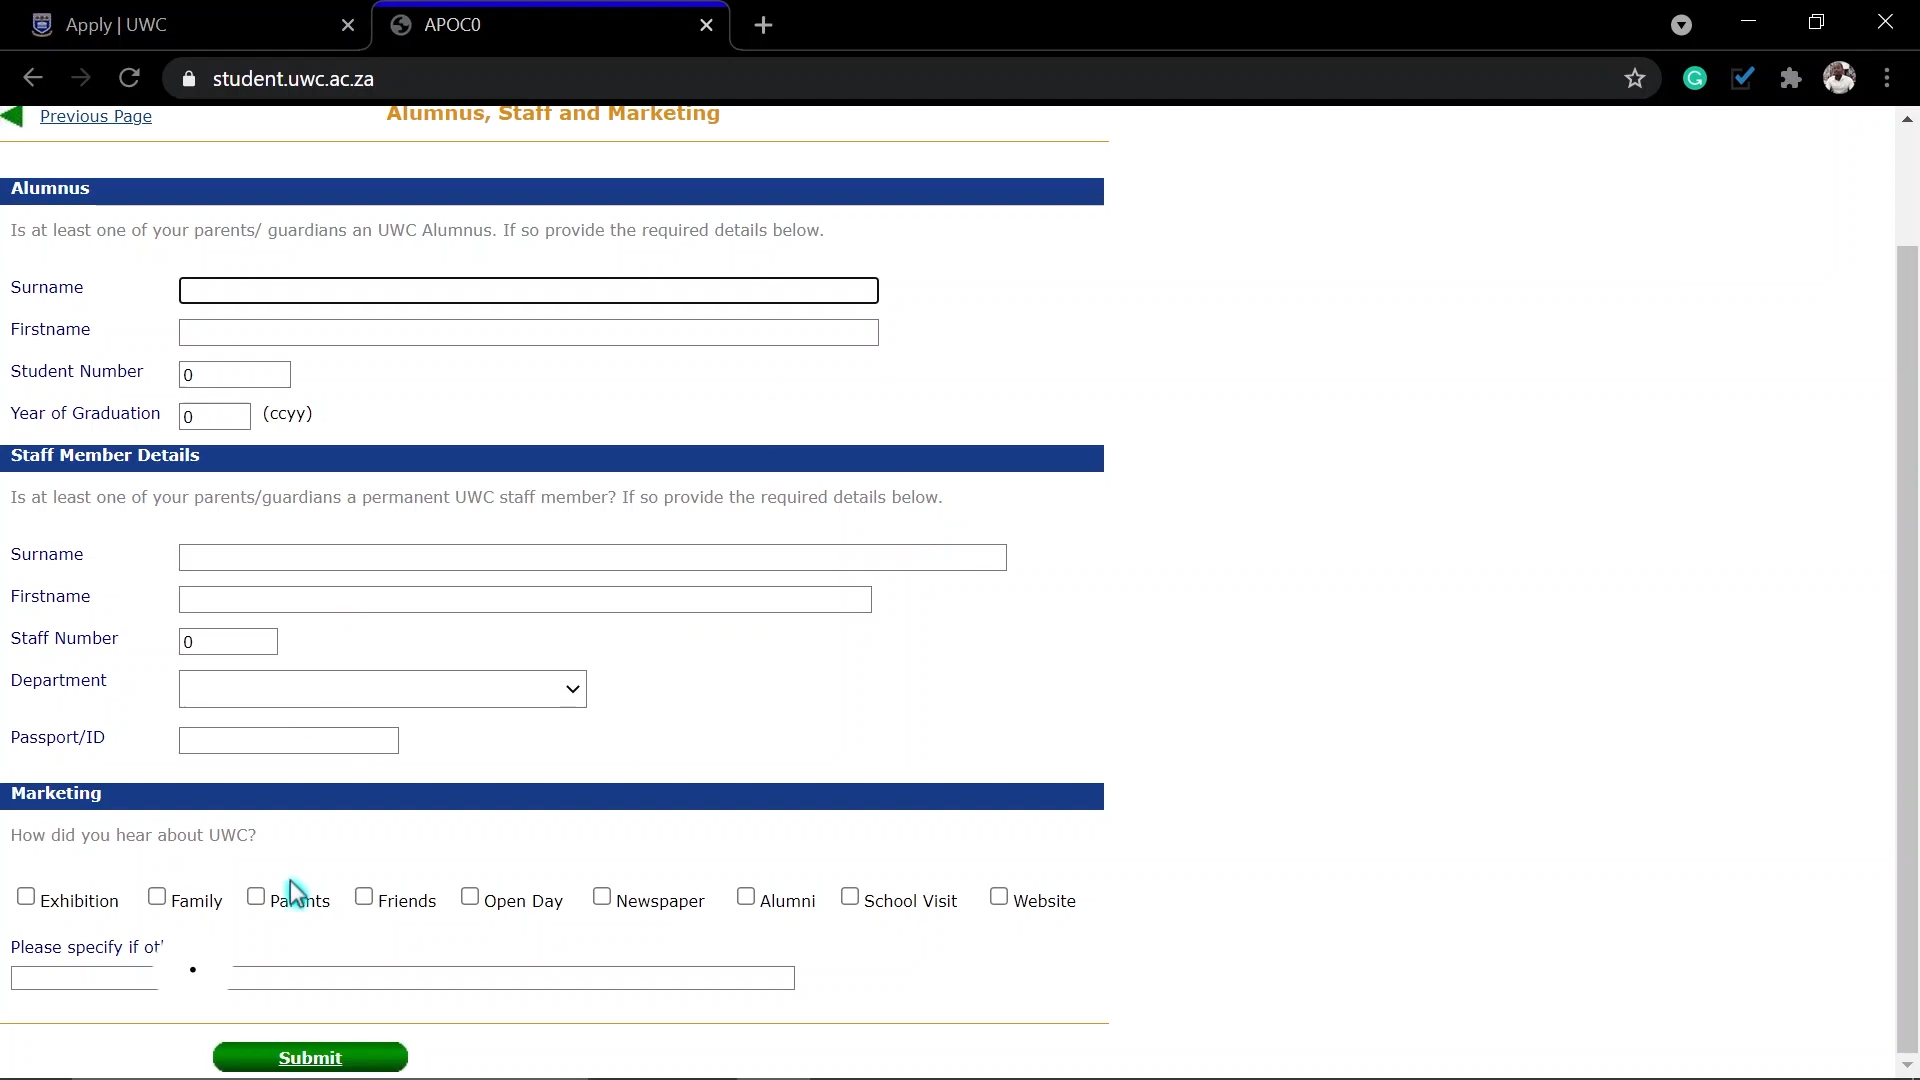 Apply | UWC
APOC0
student.uwc.ac.za
Previous Page
Alumnus, Staff and Marketing
Alumnus
Is at least one of your parents/ guardians an UWC Alumnus. If so provide the required details below.
Surname
Firstname
Student Number 0
Year of Graduation 0 (ccyy)
Staff Member Details
Is at least one of your parents/guardians a permanent UWC staff member? If so provide the required details below.
Surname
Firstname
Staff Number 0
Department
Passport/ID
Marketing
How did you hear about UWC?
Exhibition Family Parents Friends Open Day Newspaper Alumni School Visit Website
Please specify if
Submit